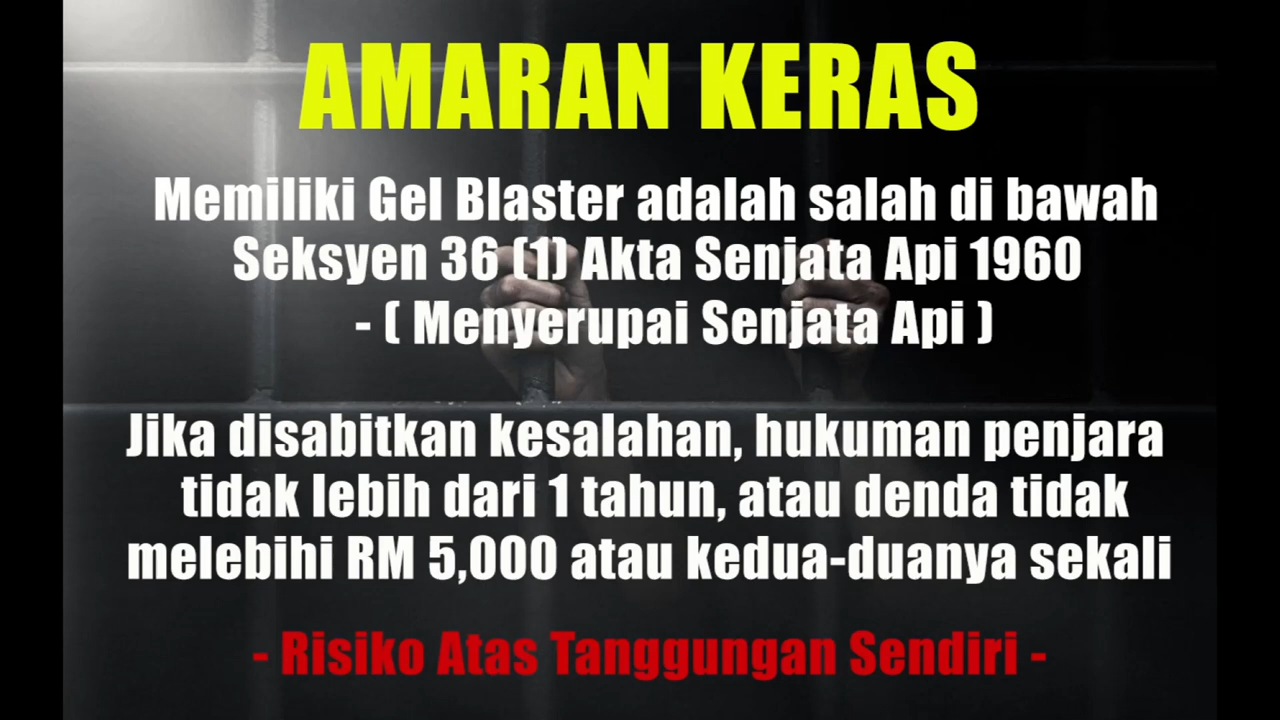 AMARAN KERAS
Memiliki Gel Blaster adalah salah di bawah
Seksyen 36 (1) Akta Senjata Api 1960
- ( Menyerupai Senjata Api )
Jika disabitkan kesalahan, hukuman penjara
tidak lebih dari 1 tahun, atau denda tidak
melebihi RM 5,000 atau kedua-duanya sekali
- Risiko Atas Tanggungan Sendiri -